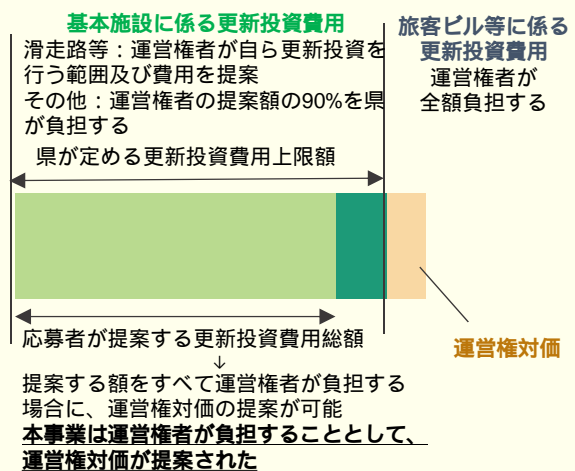 基本施設に係る更新投資費用
滑走路等：運営権者が自ら更新投資を
行う範囲及び費用を提案
その他：運営権者の提案額の90%を県
が負担する
県が定める更新投資費用上限額
旅客ビル等に係る
更新投資費用
運営権者が
全額負担する
応募者が提案する更新投資費用総額
↓
提案する額をすべて運営権者が負担する
場合に、運営権対価の提案が可能
本事業は運営権者が負担することとして、
運営権対価が提案された
運営権対価